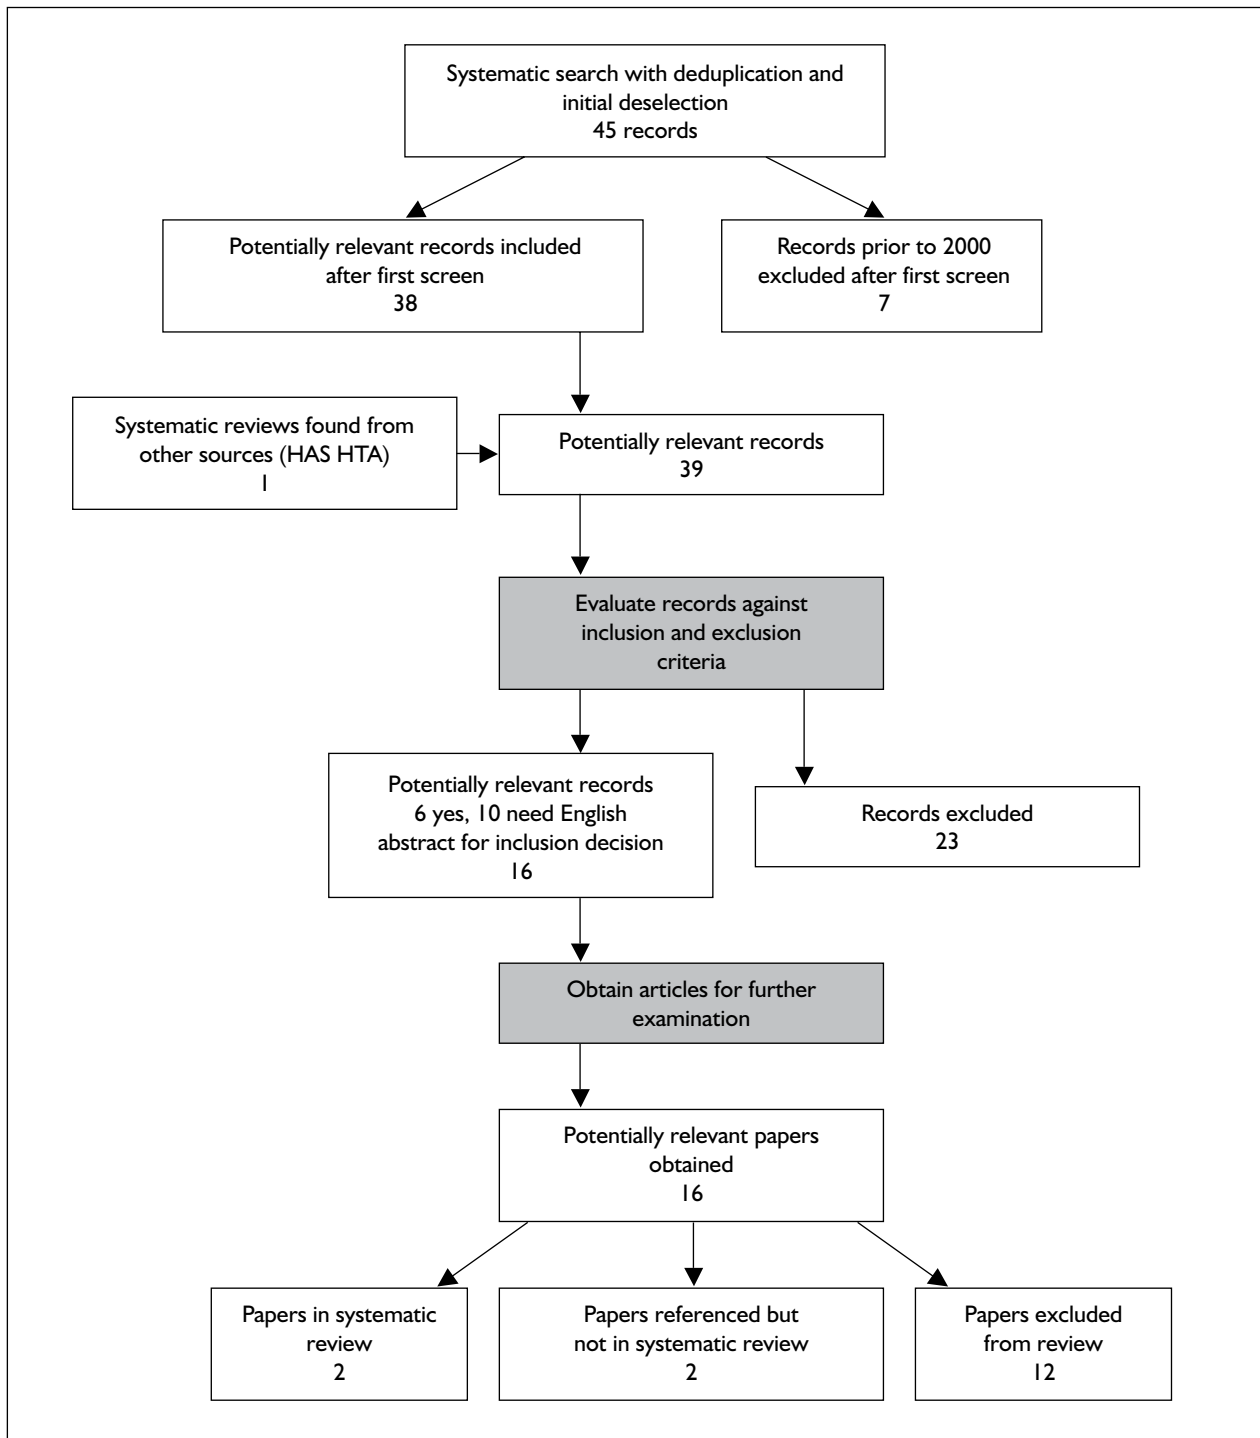 Systematic search with deduplication and
initial deselection
45 records
Potentially relevant records included
after first screen
38
Records prior to 2000
excluded after first screen
7
Systematic reviews found from
other sources (HAS HTA)
1
Potentially relevant records
39
Evaluate records against
inclusion and exclusion
criteria
Potentially relevant records
6 yes, 10 need English
abstract for inclusion decision
16
Records excluded
23
Obtain articles for further
examination
Potentially relevant papers
obtained
16
Papers in systematic
review
2
Papers referenced but
not in systematic review
2
Papers excluded
from review
12